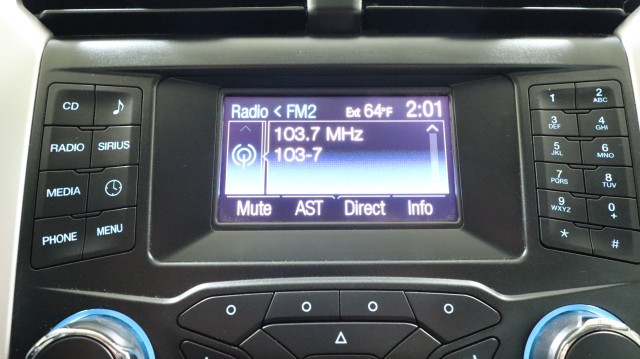 Radio < FM2 Ext 64°F 2:01
103.7 MHz
103-7
Mute AST Direct Info
CD
RADIO SIRIUS
MEDIA
PHONE MENU
1 2 ABC
3 DEF 4 GHI
5 JKL 6 MNO
7 PQRS 8 TUV
9 WXYZ 0 +
* #